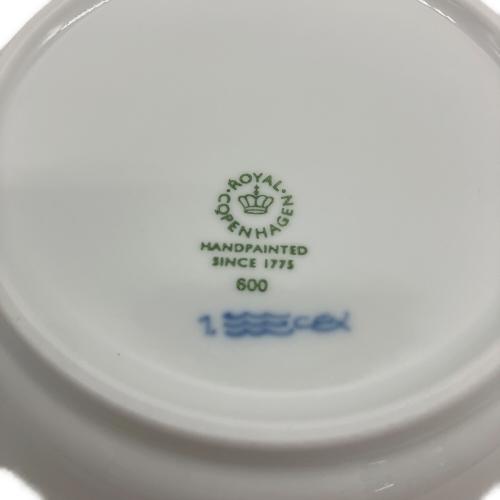 ROYAL COPENHAGEN
HANDPAINTED
SINCE 1775
600